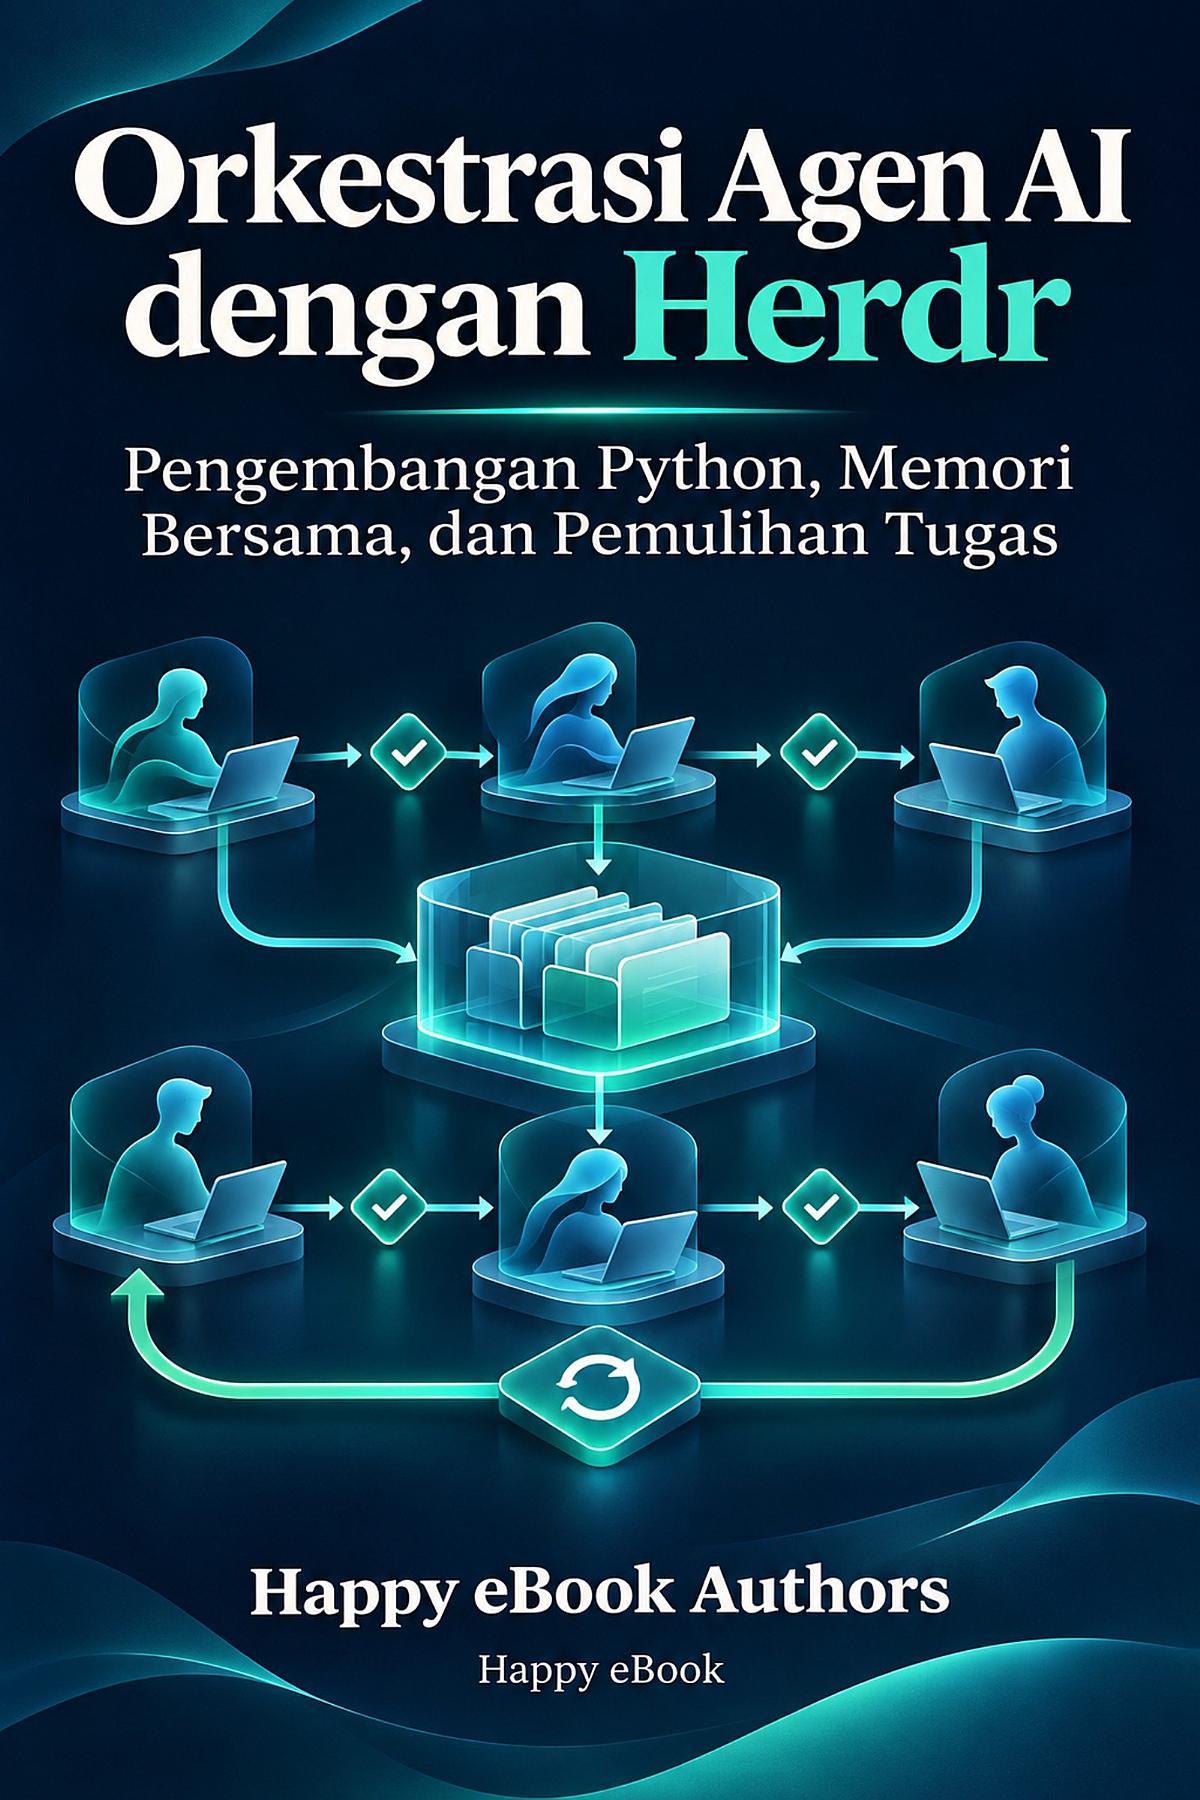 Orkestrasi Agen AI
dengan Herdr
Pengembangan Python, Memori
Bersama, dan Pemulihan Tugas
Happy eBook Authors
Happy eBook